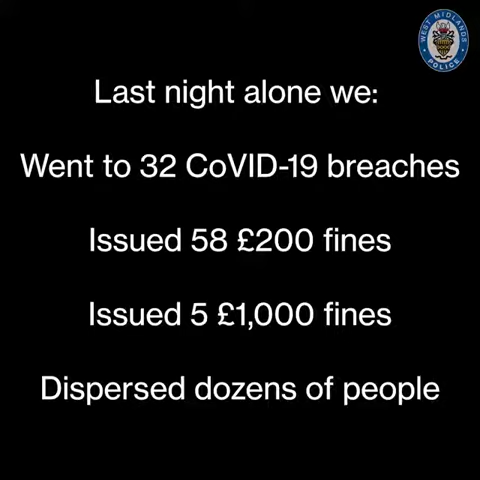 WEST MIDLANDS
POLICE
Last night alone we:
Went to 32 CoVID-19 breaches
Issued 58 £200 fines
Issued 5 £1,000 fines
Dispersed dozens of people